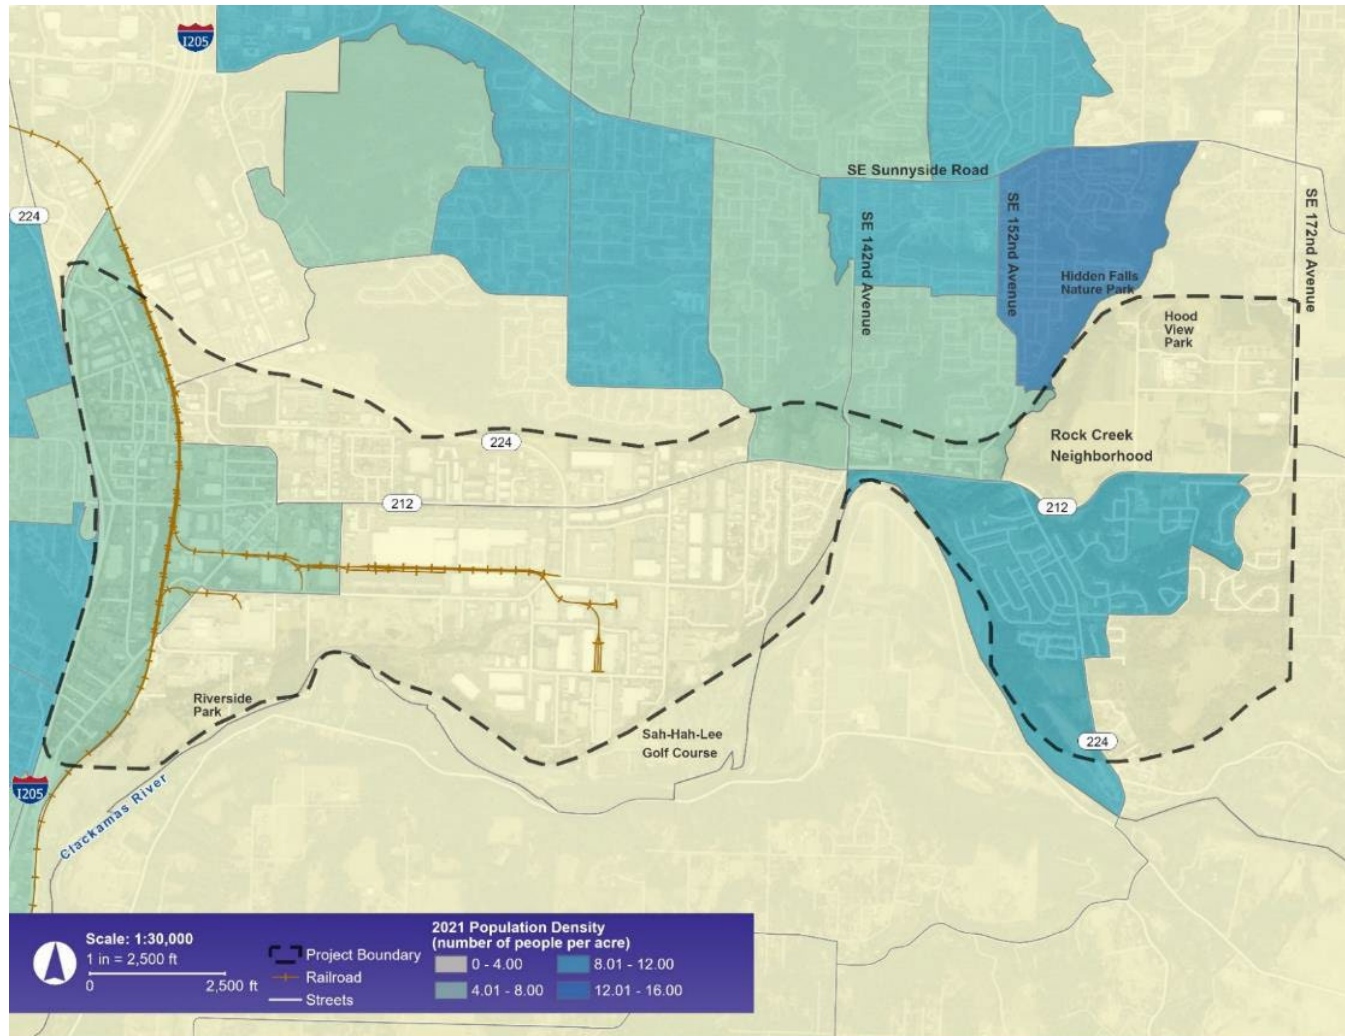 I205
224
SE Sunnyside Road
SE 142nd Avenue
SE 152nd Avenue
SE 172nd Avenue
Hidden Falls
Nature Park
Hood
View
Park
224
Rock Creek
Neighborhood
212
212
Riverside
Park
Sah-Hah-Lee
Golf Course
224
I205
Clackamas River
Scale: 1:30,000
1 in = 2,500 ft
0 2,500 ft
Project Boundary
Railroad
Streets
2021 Population Density
(number of people per acre)
0 - 4.00
8.01 - 12.00
4.01 - 8.00
12.01 - 16.00